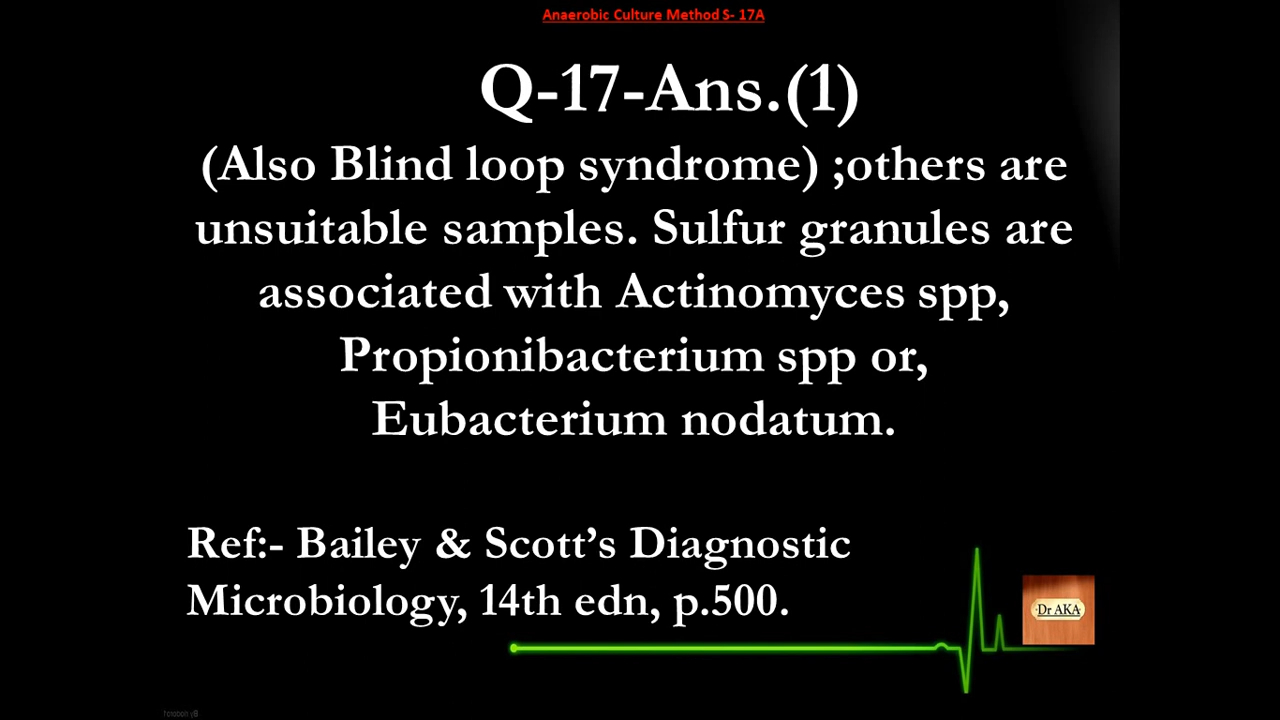 Anaerobic Culture Method S- 17A
Q-17-Ans.(1)
(Also Blind loop syndrome) ;others are
unsuitable samples. Sulfur granules are
associated with Actinomyces spp,
Propionibacterium spp or,
Eubacterium nodatum.
Ref:- Bailey & Scott’s Diagnostic
Microbiology, 14th edn, p.500.
Dr AKA